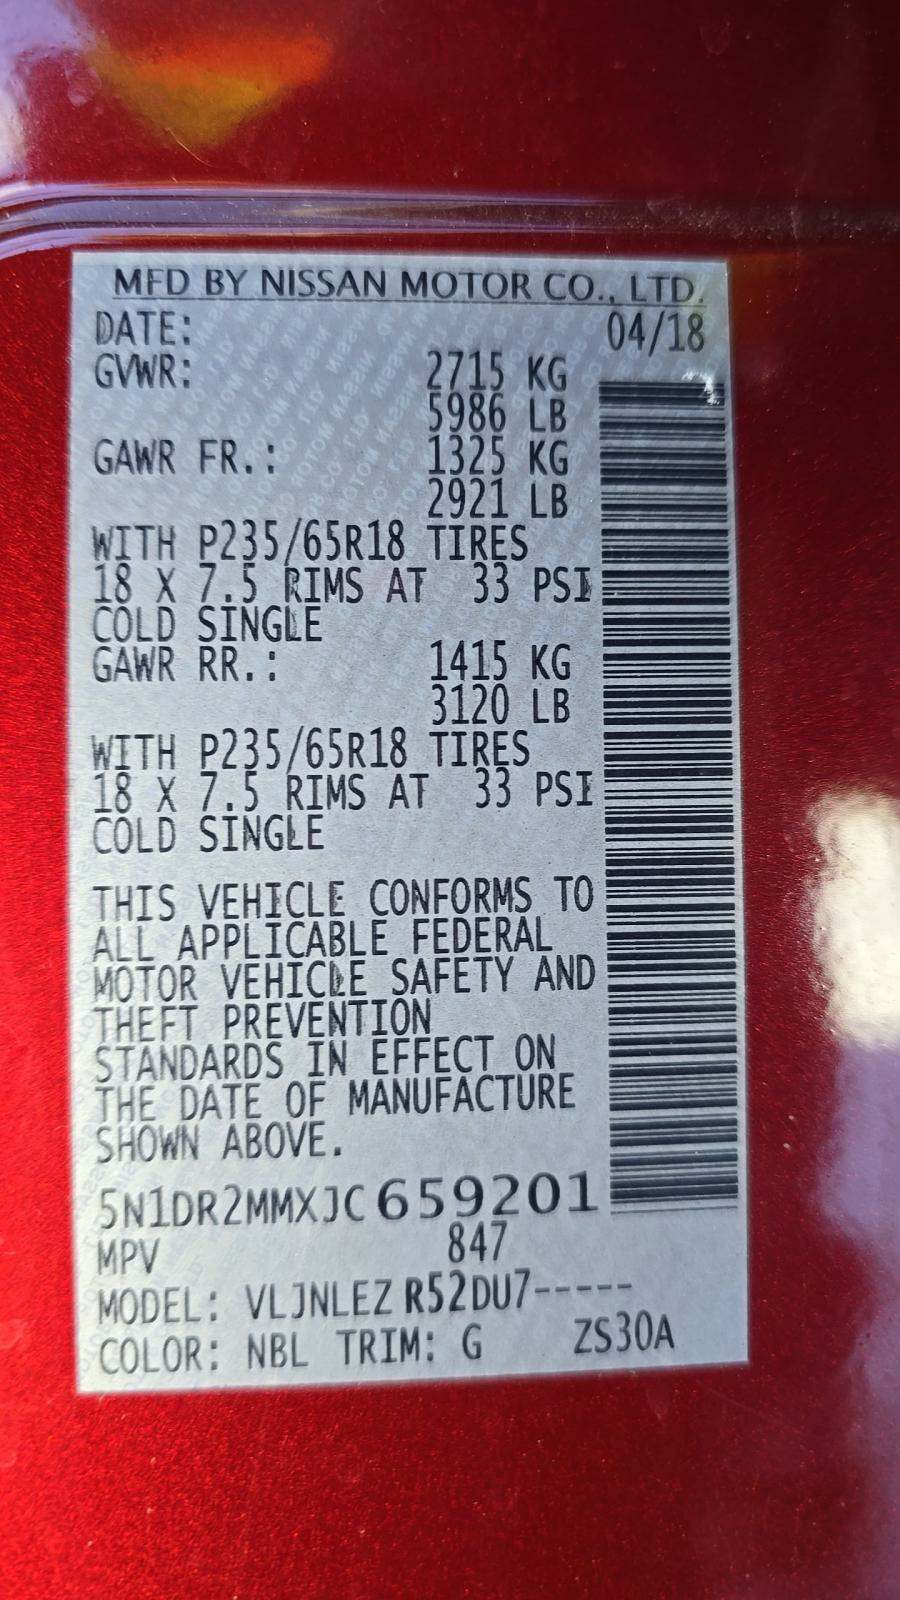 MFD BY NISSAN MOTOR CO., LTD.
DATE: 04/18
GVWR: 2715 KG
5986 LB
GAWR FR.: 1325 KG
2921 LB
WITH P235/65R18 TIRES
18 X 7.5 RIMS AT 33 PSI
COLD SINGLE
GAWR RR.: 1415 KG
3120 LB
WITH P235/65R18 TIRES
18 X 7.5 RIMS AT 33 PSI
COLD SINGLE
THIS VEHICLE CONFORMS TO
ALL APPLICABLE FEDERAL
MOTOR VEHICLE SAFETY AND
THEFT PREVENTION
STANDARDS IN EFFECT ON
THE DATE OF MANUFACTURE
SHOWN ABOVE.
5N1DR2MMXJC659201
MPV 847
MODEL: VLJNLEZ R52DU7-----
COLOR: NBL TRIM: G ZS30A